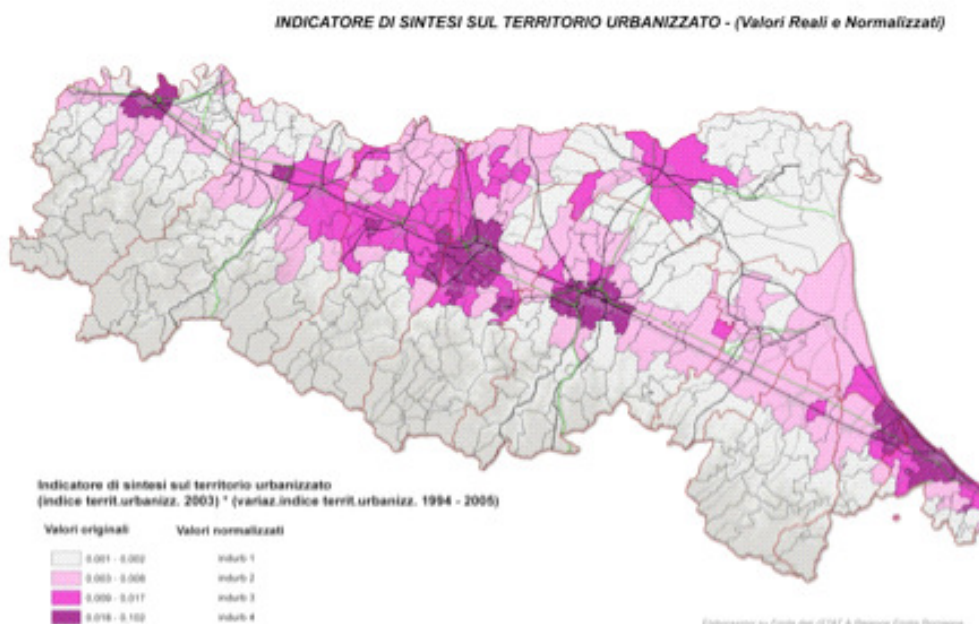 INDICATORE DI SINTESI SUL TERRITORIO URBANIZZATO - (Valori Reali e Normalizzati)
Indicatore di sintesi sul territorio urbanizzato
(indice territ.urbanizz. 2003) * (variaz.indice territ.urbanizz. 1994 - 2005)
Valori originali Valori normalizzati
0.001 - 0.002 indurb 1
0.003 - 0.008 indurb 2
0.009 - 0.017 indurb 3
0.018 - 0.102 indurb 4